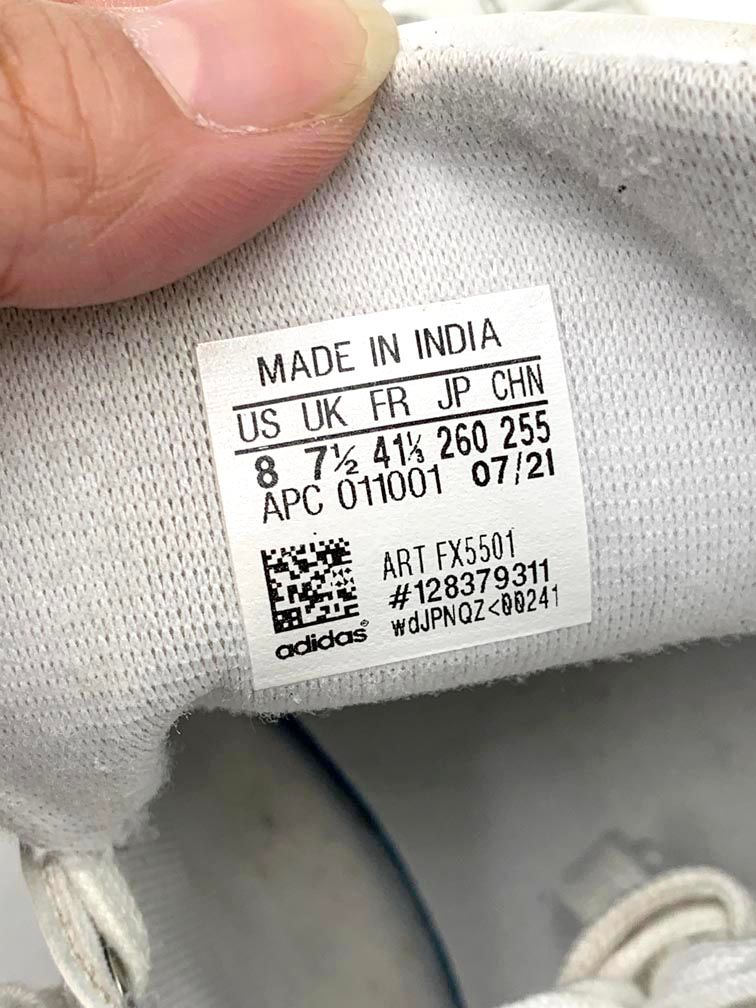 MADE IN INDIA
US UK FR JP CHN
8 7½ 41⅓ 260 255
APC 011001 07/21
ART FX5501
#128379311
wdJPNQZ<00241
adidas®